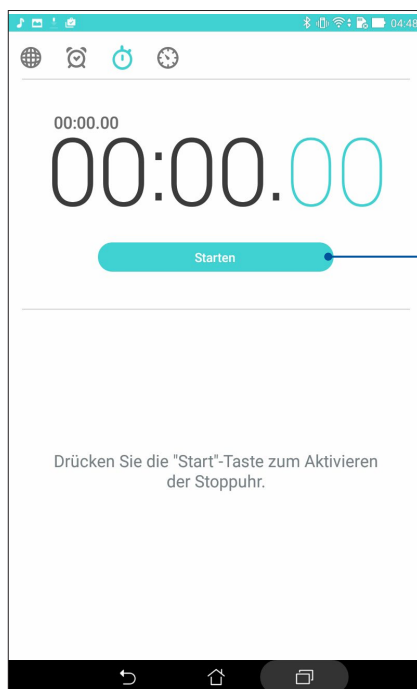 04:48
00:00.00
00:00.00
Starten
Drücken Sie die "Start"-Taste zum Aktivieren
der Stoppuhr.